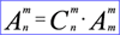 A_n^m = C_n^m · A_m^m